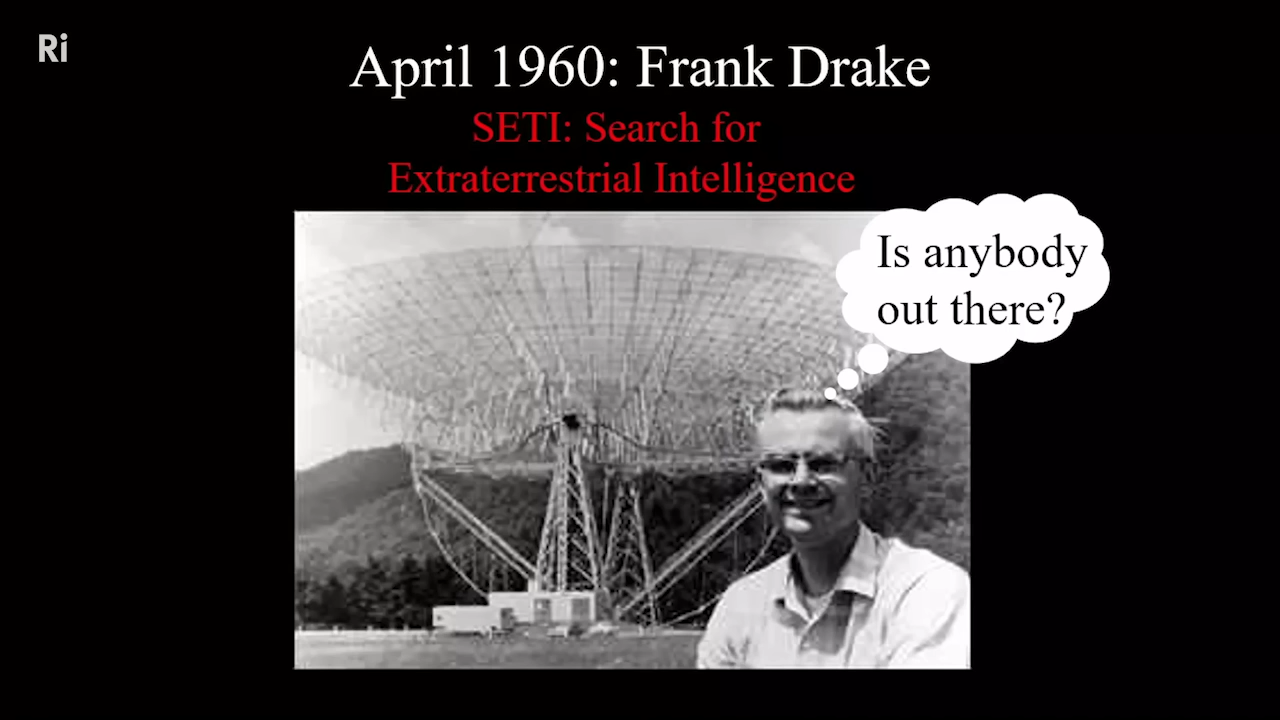 Ri
April 1960: Frank Drake
SETI: Search for
Extraterrestrial Intelligence
Is anybody
out there?